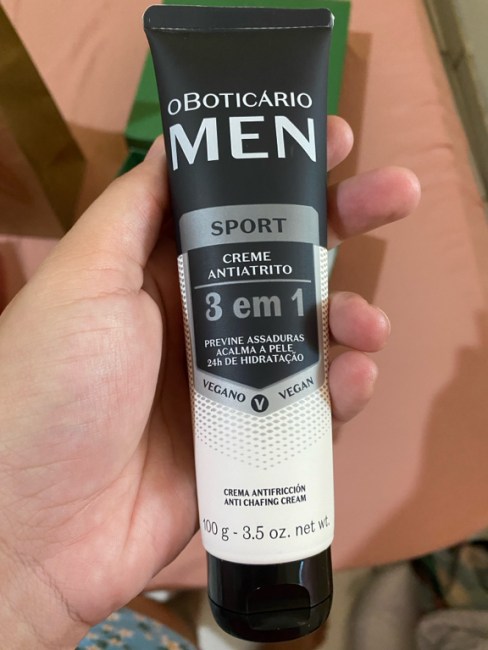 oBOTICÁRIO
MEN
SPORT
CREME
ANTIATRITO
3 em 1
PREVINE ASSADURAS
ACALMA A PELE
24h DE HIDRATAÇÃO
VEGANO V VEGAN
CREMA ANTIFRICCIÓN
ANTI CHAFING CREAM
100 g - 3.5 oz. net wt.